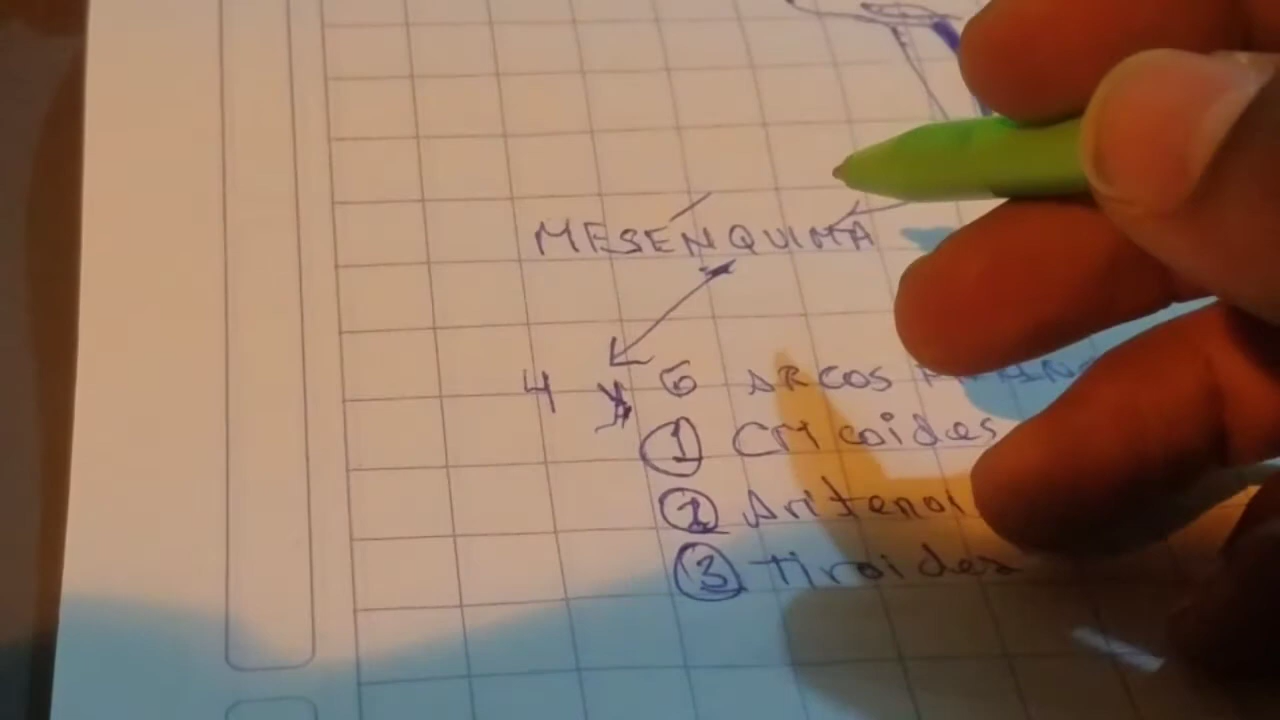 MESENQUIMA
4 y 6 ARCOS
① Cricoides
② Aritenoi
③ tiroides